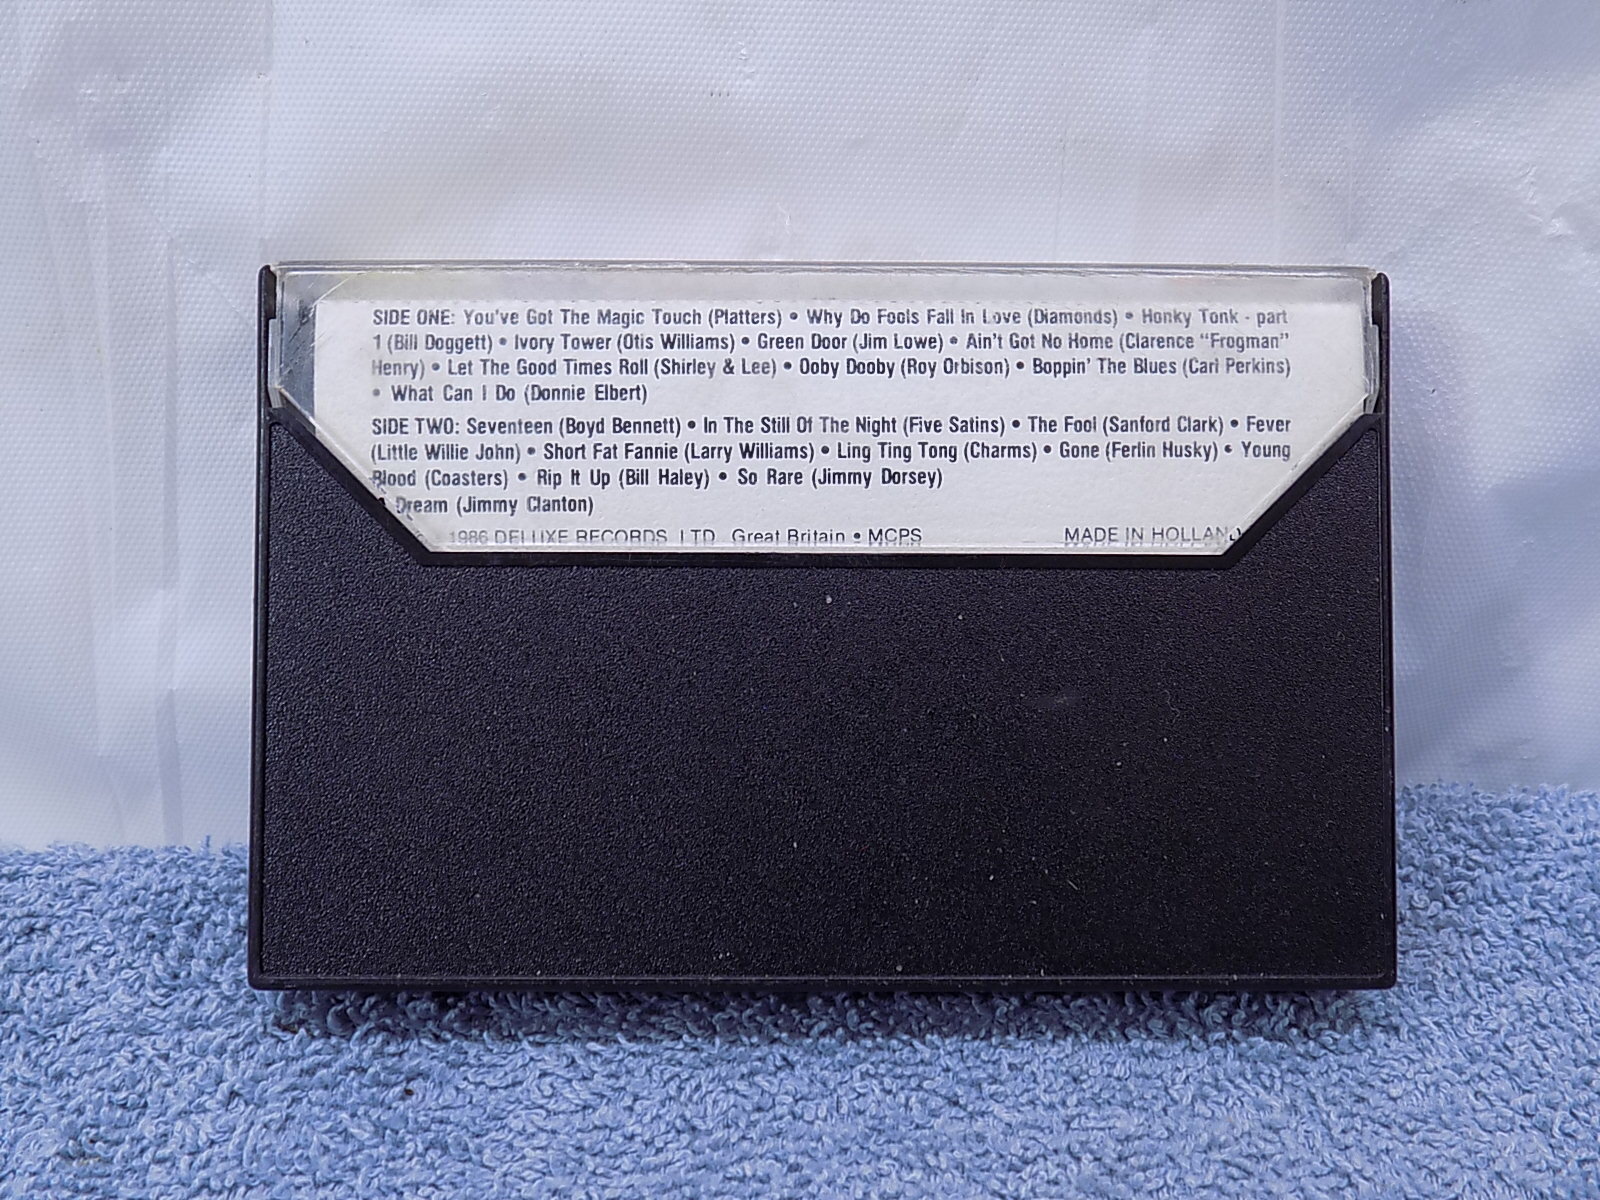 SIDE ONE: You've Got The Magic Touch (Platters) • Why Do Fools Fall In Love (Diamonds) • Honky Tonk - part
1 (Bill Doggett) • Ivory Tower (Otis Williams) • Green Door (Jim Lowe) • Ain't Got No Home (Clarence "Frogman"
Henry) • Let The Good Times Roll (Shirley & Lee) • Ooby Dooby (Roy Orbison) • Boppin' The Blues (Carl Perkins)
• What Can I Do (Donnie Elbert)
SIDE TWO: Seventeen (Boyd Bennett) • In The Still Of The Night (Five Satins) • The Fool (Sanford Clark) • Fever
(Little Willie John) • Short Fat Fannie (Larry Williams) • Ling Ting Tong (Charms) • Gone (Ferlin Husky) • Young
Blood (Coasters) • Rip It Up (Bill Haley) • So Rare (Jimmy Dorsey)
Dream (Jimmy Clanton)
1986 DELUXE RECORDS LTD. Great Britain • MCPS MADE IN HOLLAND